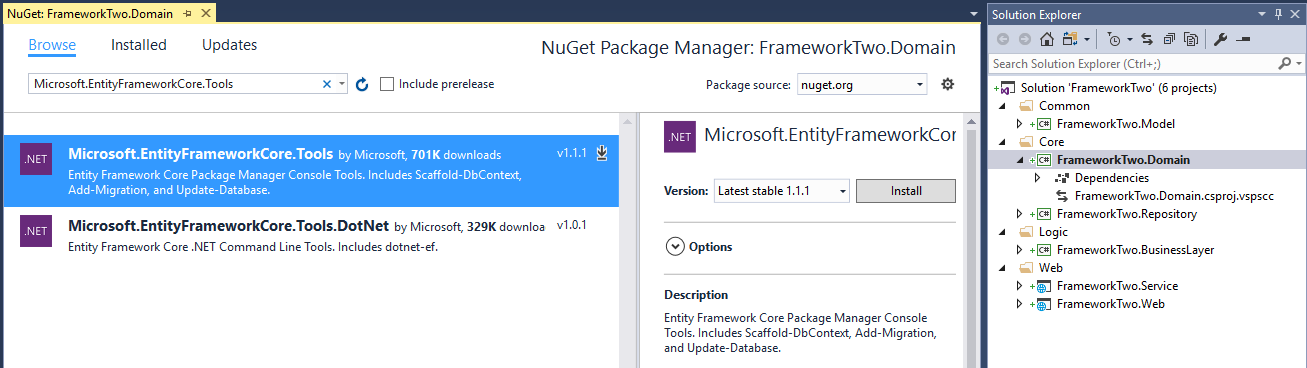 NuGet: FrameworkTwo.Domain
Browse Installed Updates
NuGet Package Manager: FrameworkTwo.Domain
Microsoft.EntityFrameworkCore.Tools
Include prerelease
Package source: nuget.org
.NET
Microsoft.EntityFrameworkCore.Tools by Microsoft, 701K downloads v1.1.1
Entity Framework Core Package Manager Console Tools. Includes Scaffold-DbContext,
Add-Migration, and Update-Database.
.NET
Microsoft.EntityFrameworkCore.Tools.DotNet by Microsoft, 329K downloa v1.0.1
Entity Framework Core .NET Command Line Tools. Includes dotnet-ef.
.NET
Microsoft.EntityFrameworkCor
Version: Latest stable 1.1.1 Install
Options
Description
Entity Framework Core Package Manager Console
Tools. Includes Scaffold-DbContext, Add-Migration,
and Update-Database.
Solution Explorer
Search Solution Explorer (Ctrl+;)
Solution 'FrameworkTwo' (6 projects)
Common
C# FrameworkTwo.Model
Core
C# FrameworkTwo.Domain
Dependencies
FrameworkTwo.Domain.csproj.vspscc
C# FrameworkTwo.Repository
Logic
C# FrameworkTwo.BusinessLayer
Web
FrameworkTwo.Service
FrameworkTwo.Web